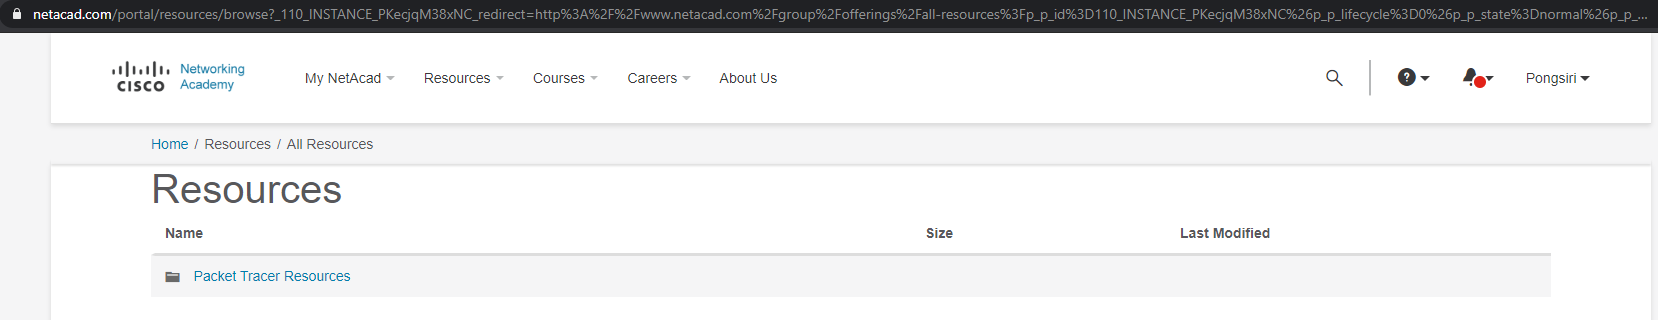 netacad.com/portal/resources/browse?_110_INSTANCE_PKecjqM38xNC_redirect=http%3A%2F%2Fwww.netacad.com%2Fgroup%2Fofferings%2Fall-resources%3Fp_p_id%3D110_INSTANCE_PKecjqM38xNC%26p_p_lifecycle%3D0%26p_p_state%3Dnormal%26p_p_...
CISCO Networking Academy My NetAcad Resources Courses Careers About Us ? Pongsiri
Home / Resources / All Resources
Resources
Name Size Last Modified
Packet Tracer Resources